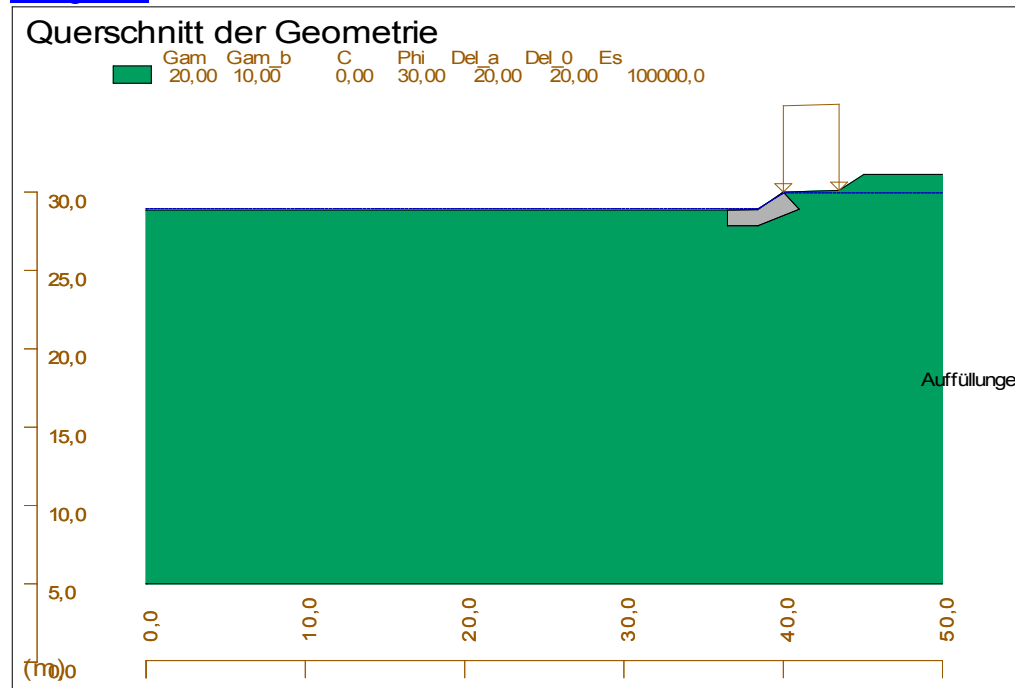 Querschnitt der Geometrie
Gam Gam_b C Phi Del_a Del_0 Es
20,00 10,00 0,00 30,00 20,00 20,00 100000,0
30,0
25,0
20,0
Auffüllunge
15,0
10,0
5,0
0,0 10,0 20,0 30,0 40,0 50,0
(m)0,0